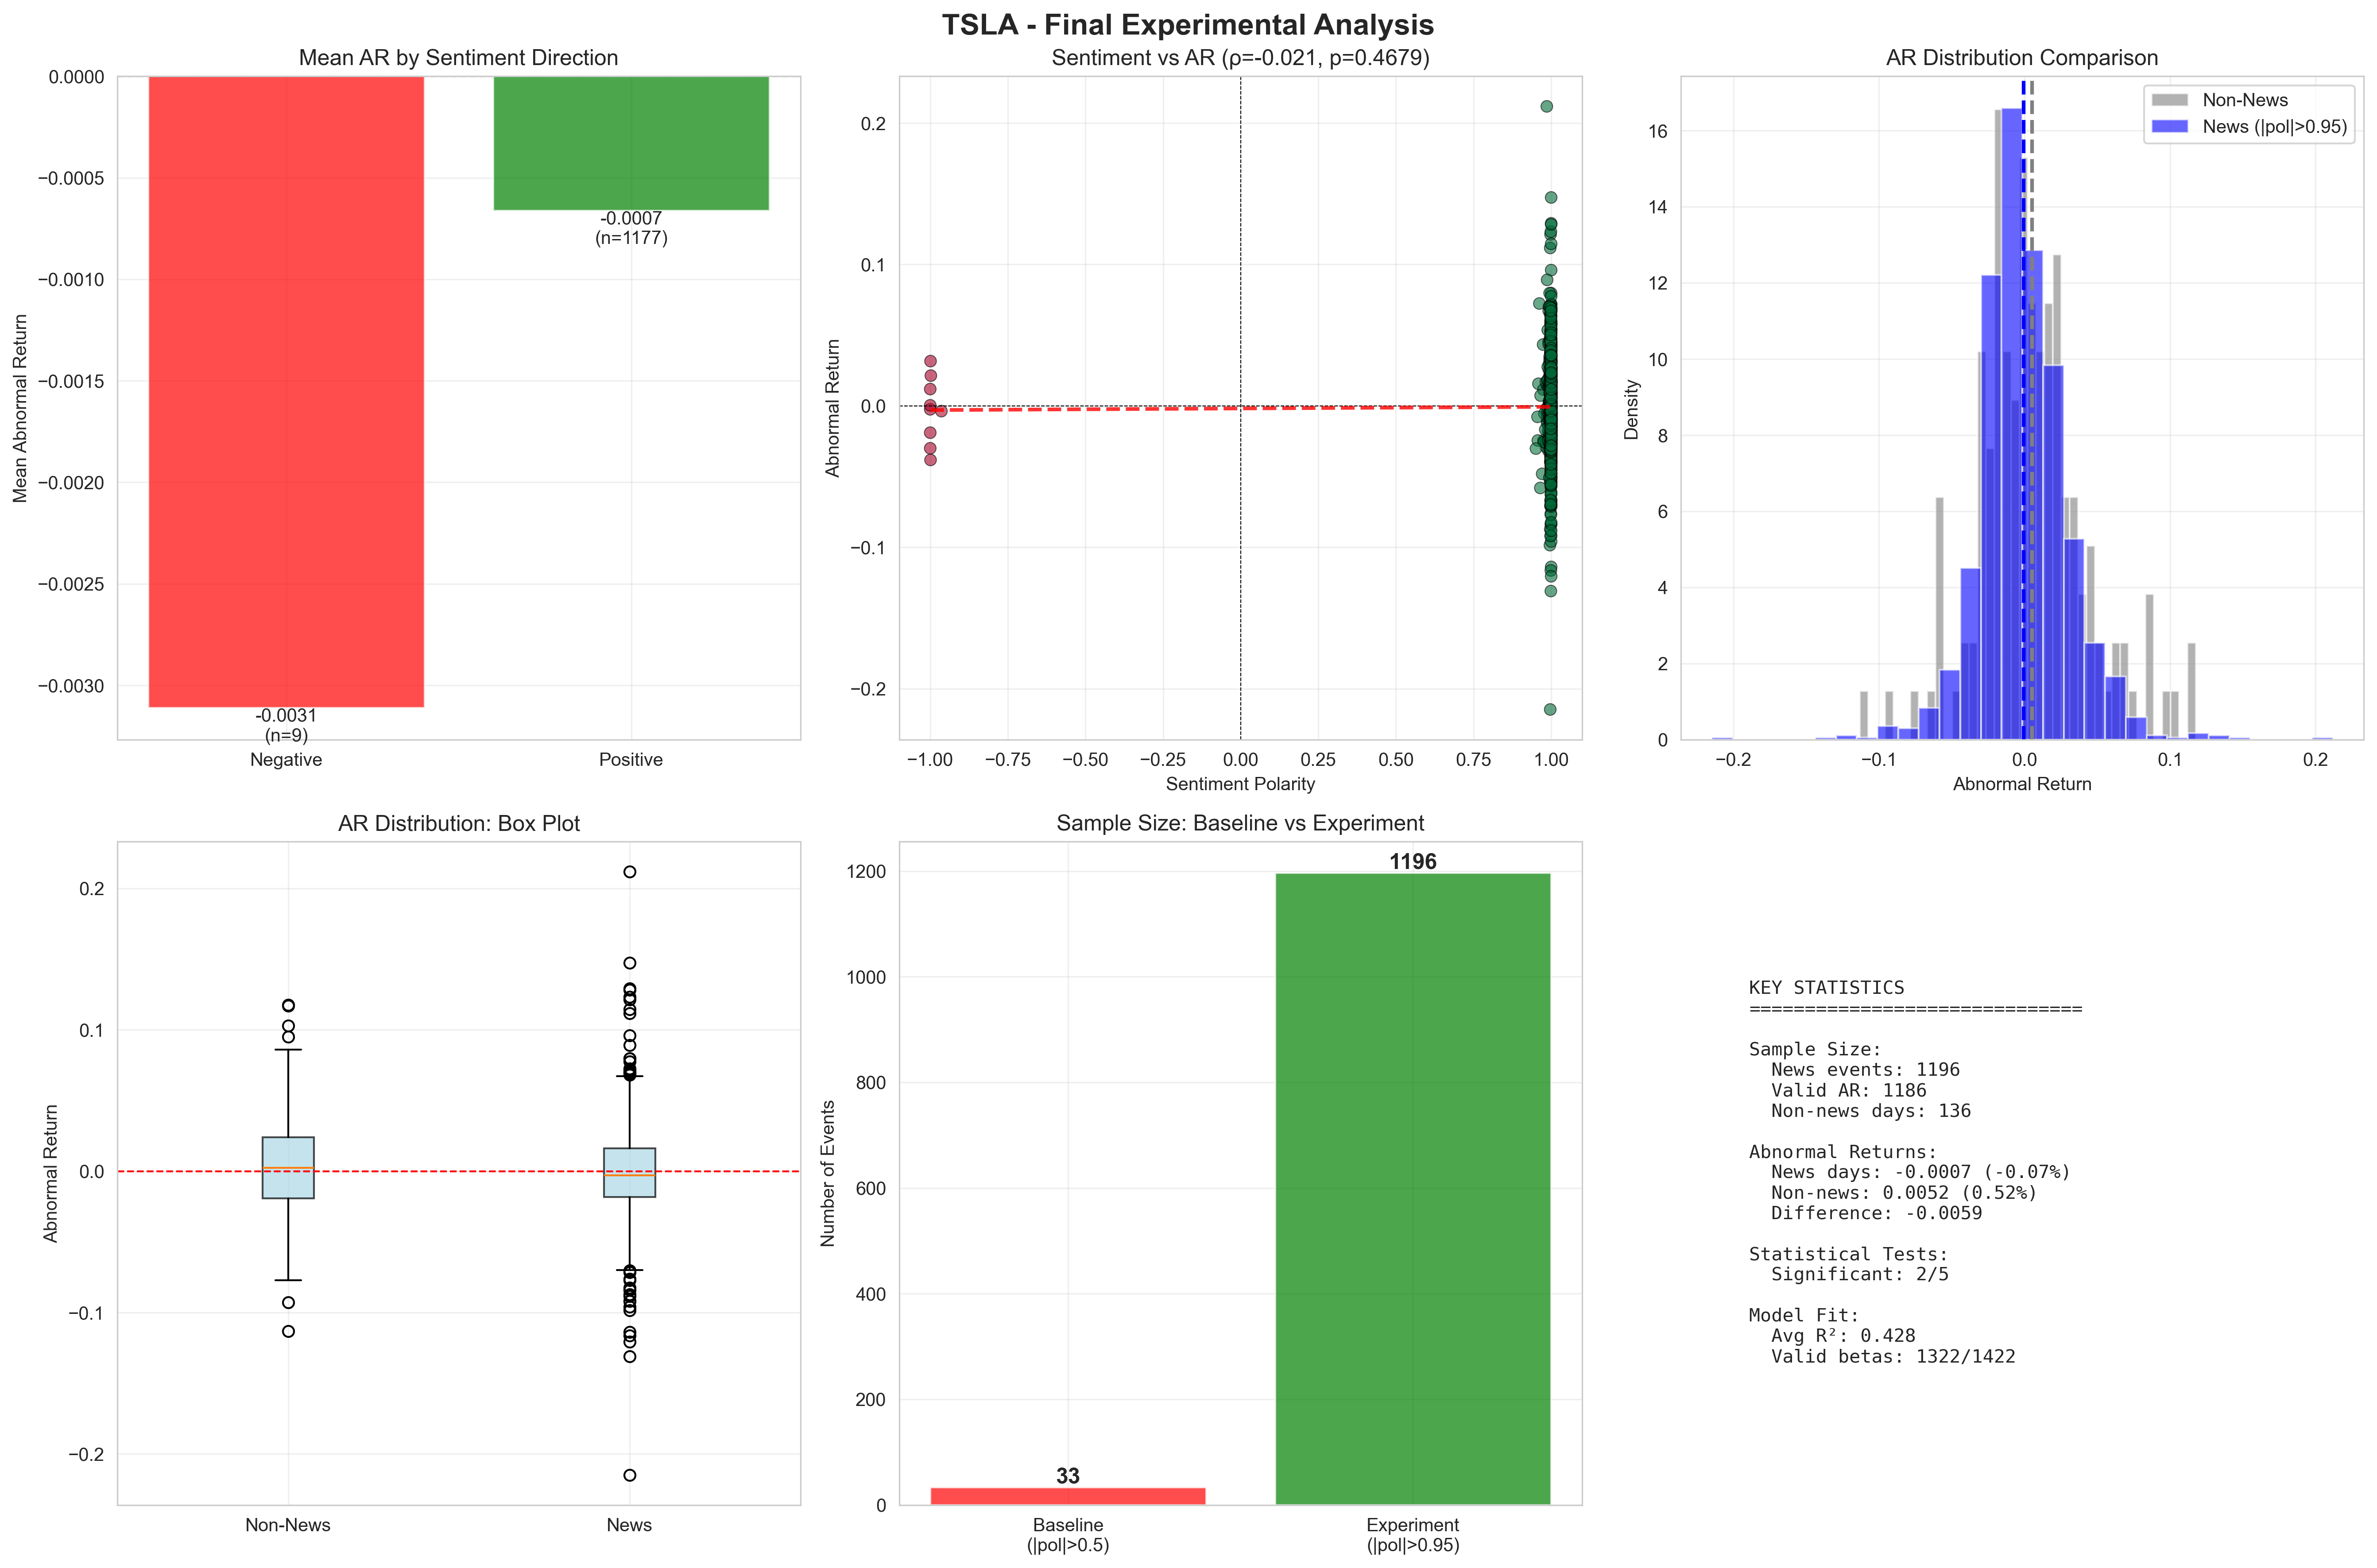 TSLA - Final Experimental Analysis
Mean AR by Sentiment Direction
0.0000
−0.0005
−0.0010
−0.0015
−0.0020
−0.0025
−0.0030
Mean Abnormal Return
-0.0031
(n=9)
-0.0007
(n=1177)
Negative
Positive
Sentiment vs AR (ρ=-0.021, p=0.4679)
0.2
0.1
0.0
−0.1
−0.2
Abnormal Return
−1.00
−0.75
−0.50
−0.25
0.00
0.25
0.50
0.75
1.00
Sentiment Polarity
AR Distribution Comparison
Non-News
News (|pol|>0.95)
16
14
12
10
8
6
4
2
0
Density
−0.2
−0.1
0.0
0.1
0.2
Abnormal Return
AR Distribution: Box Plot
0.2
0.1
0.0
−0.1
−0.2
Abnormal Return
Non-News
News
Sample Size: Baseline vs Experiment
1200
1000
800
600
400
200
0
Number of Events
33
1196
Baseline
(|pol|>0.5)
Experiment
(|pol|>0.95)
KEY STATISTICS
==============================
Sample Size:
News events: 1196
Valid AR: 1186
Non-news days: 136
Abnormal Returns:
News days: -0.0007 (-0.07%)
Non-news: 0.0052 (0.52%)
Difference: -0.0059
Statistical Tests:
Significant: 2/5
Model Fit:
Avg R²: 0.428
Valid betas: 1322/1422